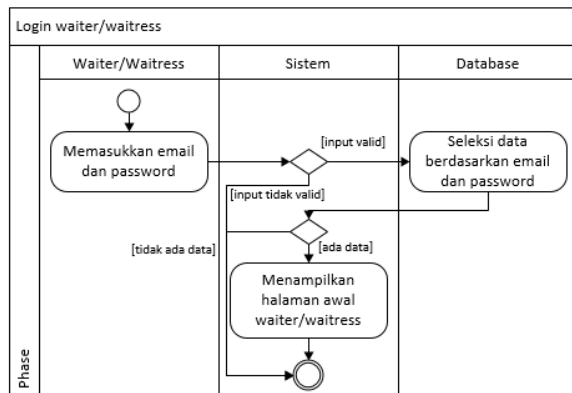 Login waiter/waitress
Waiter/Waitress
Sistem
Database
Memasukkan email
dan password
[input valid]
Seleksi data
berdasarkan email
dan password
[input tidak valid]
[tidak ada data]
[ada data]
Menampilkan
halaman awal
waiter/waitress
Phase